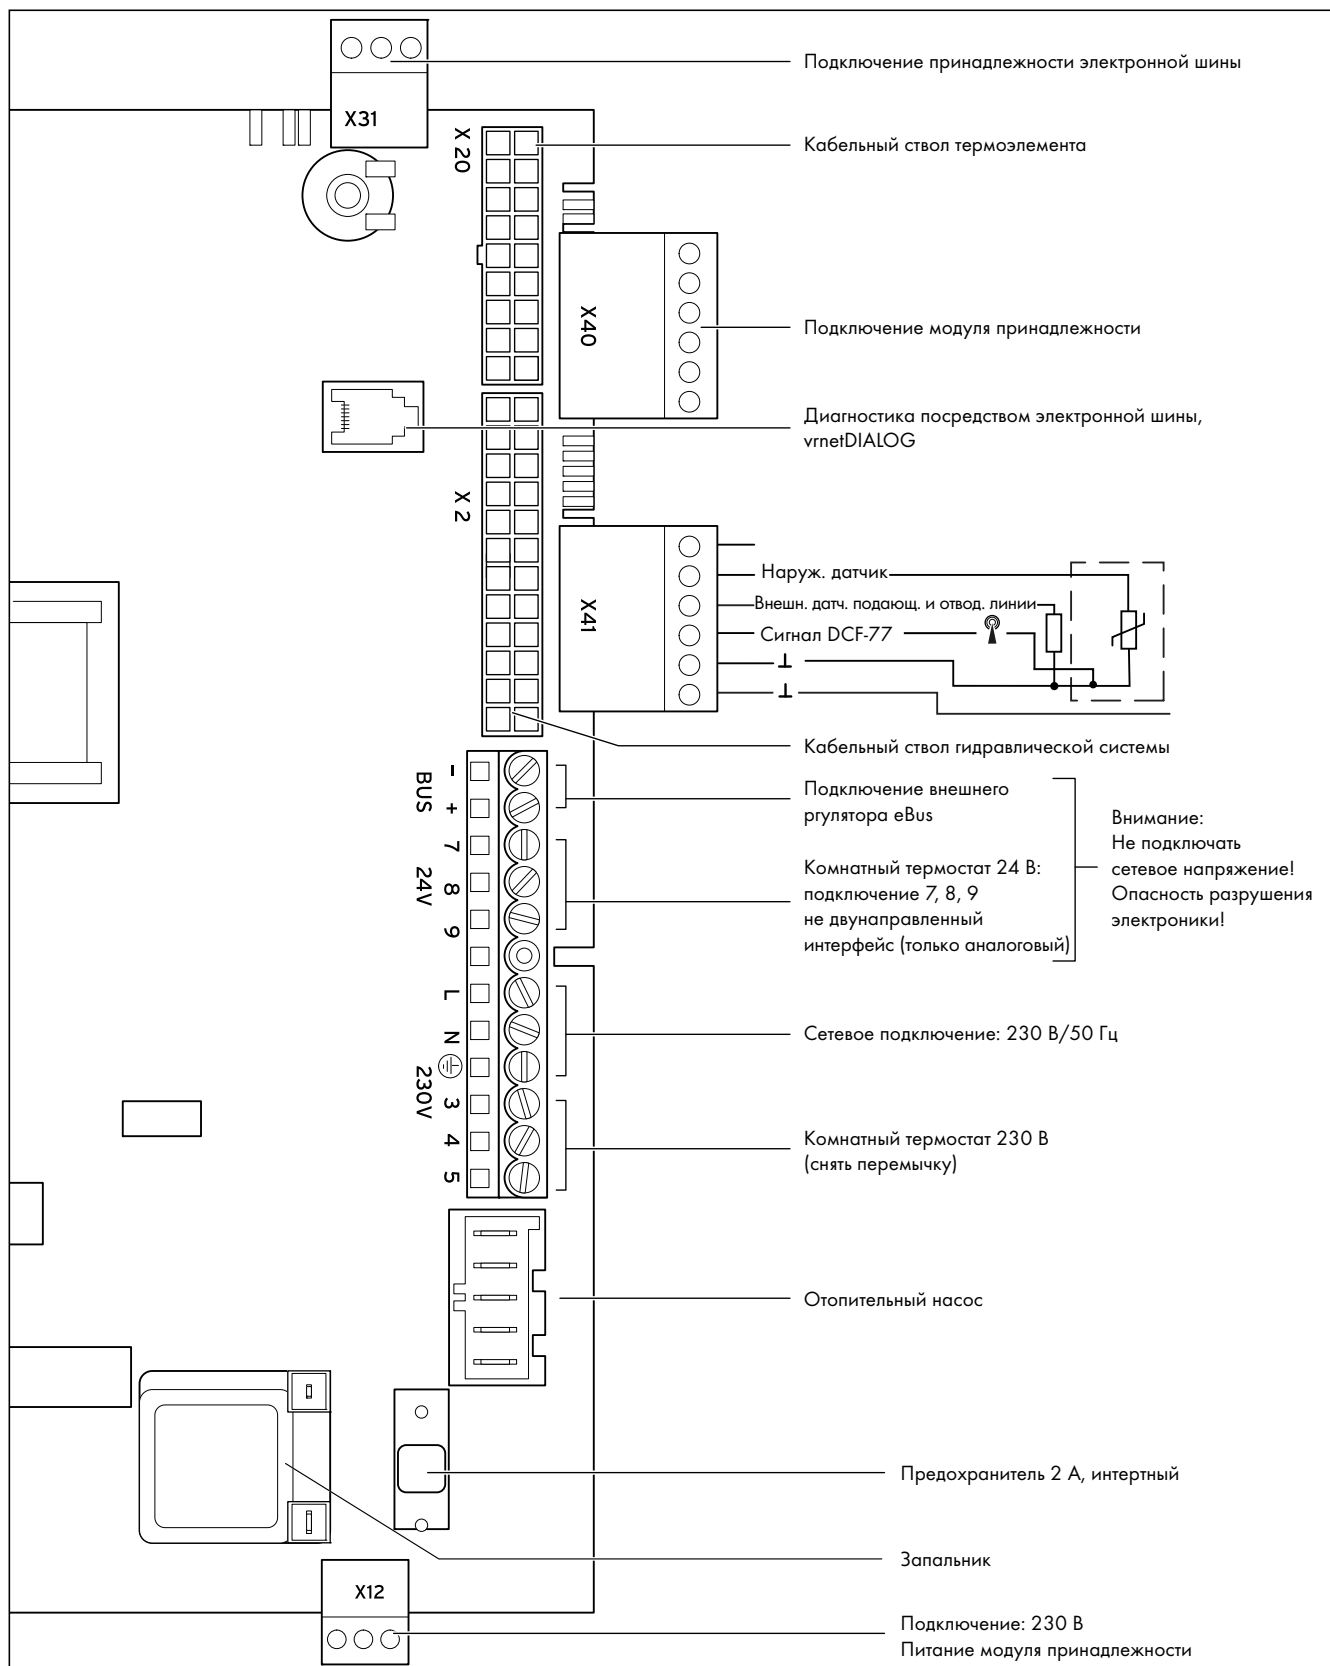 Подключение принадлежности электронной шины
X31
X 20
Кабельный ствол термоэлемента
X40
Подключение модуля принадлежности
Диагностика посредством электронной шины,
vrnetDIALOG
X 2
X41
Наруж. датчик
Внешн. датч. подающ. и отвод. линии
Сигнал DCF-77
Кабельный ствол гидравлической системы
BUS
-
+
Подключение внешнего
ргулятора eBus
24V
7
8
9
Комнатный термостат 24 В:
подключение 7, 8, 9
не двунаправленный
интерфейс (только аналоговый)
Внимание:
Не подключать
сетевое напряжение!
Опасность разрушения
электроники!
L
N
Сетевое подключение: 230 В/50 Гц
230V
3
4
5
Комнатный термостат 230 В
(снять перемычку)
Отопительный насос
Предохранитель 2 А, интертный
Запальник
X12
Подключение: 230 В
Питание модуля принадлежности